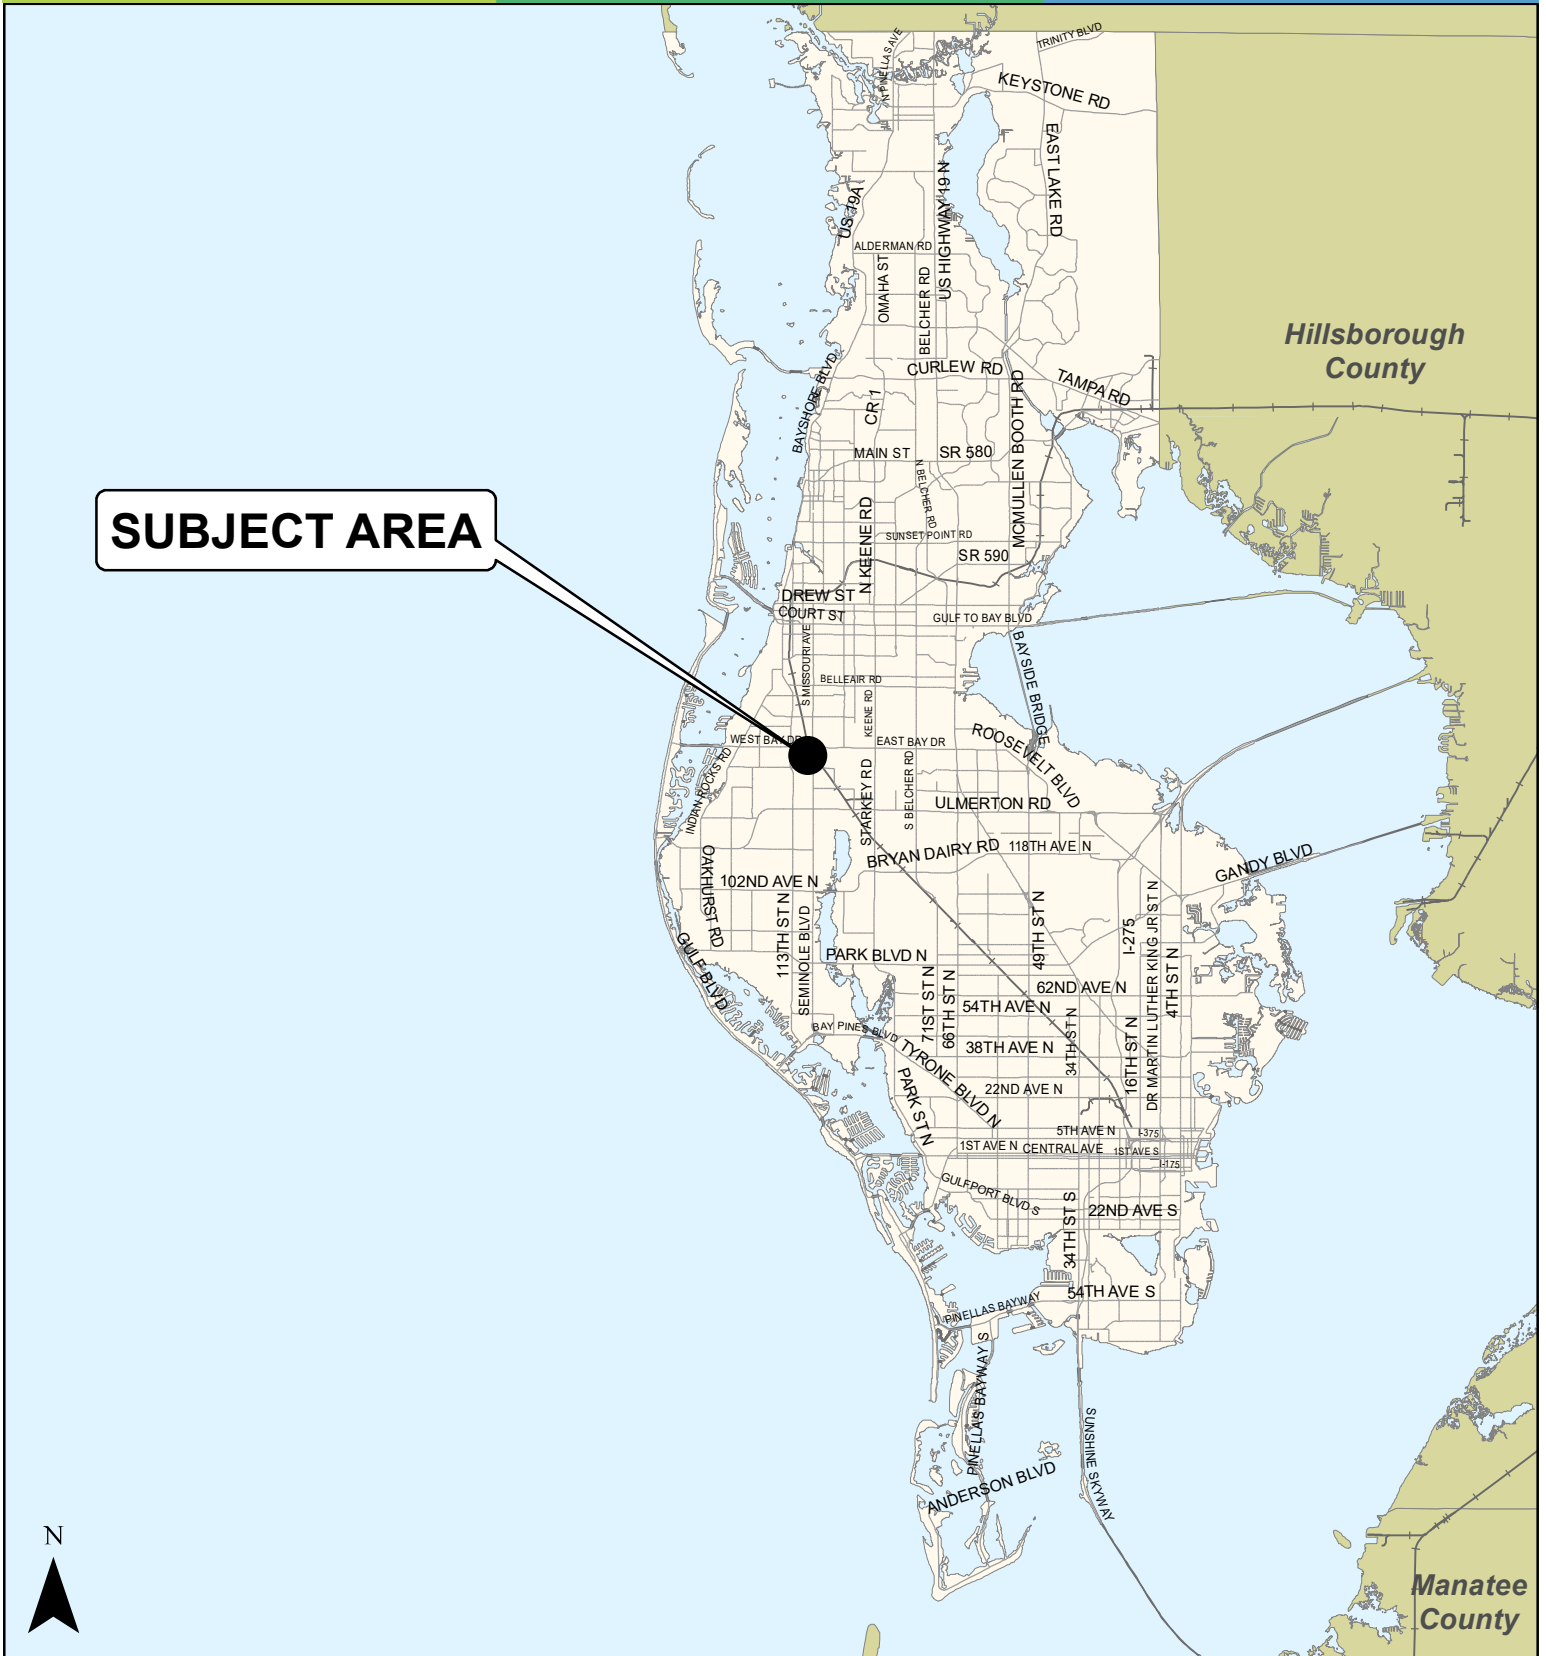 TRINITY BLVD
N PINELLAS AVE
KEYSTONE RD
EAST LAKE RD
US 19A
US HIGHWAY 19 N
ALDERMAN RD
OMAHA ST
BELCHER RD
Hillsborough
County
CURLEW RD
TAMPA RD
BAYSHORE BLVD
CR 1
MCMULLEN BOOTH RD
MAIN ST
SR 580
N BELCHER RD
SUBJECT AREA
N KEENE RD
SUNSET POINT RD
SR 590
DREW ST
COURT ST
GULF TO BAY BLVD
S MISSOURI AVE
BAYSIDE BRIDGE
BELLEAIR RD
KEENE RD
WEST BAY DR
EAST BAY DR
ROOSEVELT BLVD
INDIAN ROCKS RD
STARKEY RD
S BELCHER RD
ULMERTON RD
OAKHURST RD
BRYAN DAIRY RD
118TH AVE N
GANDY BLVD
102ND AVE N
113TH ST N
SEMINOLE BLVD
49TH ST N
I-275
DR MARTIN LUTHER KING JR ST N
4TH ST N
GULF BLVD
PARK BLVD N
71ST ST N
66TH ST N
62ND AVE N
54TH AVE N
BAY PINES BLVD
TYRONE BLVD N
38TH AVE N
34TH ST N
16TH ST N
PARK ST N
22ND AVE N
5TH AVE N
I-375
1ST AVE N
CENTRAL AVE
1ST AVE S
I-175
GULFPORT BLVD S
34TH ST S
22ND AVE S
54TH AVE S
PINELLAS BAYWAY
PINELLAS BAYWAY S
SUNSHINE SKYWAY
ANDERSON BLVD
N
Manatee
County